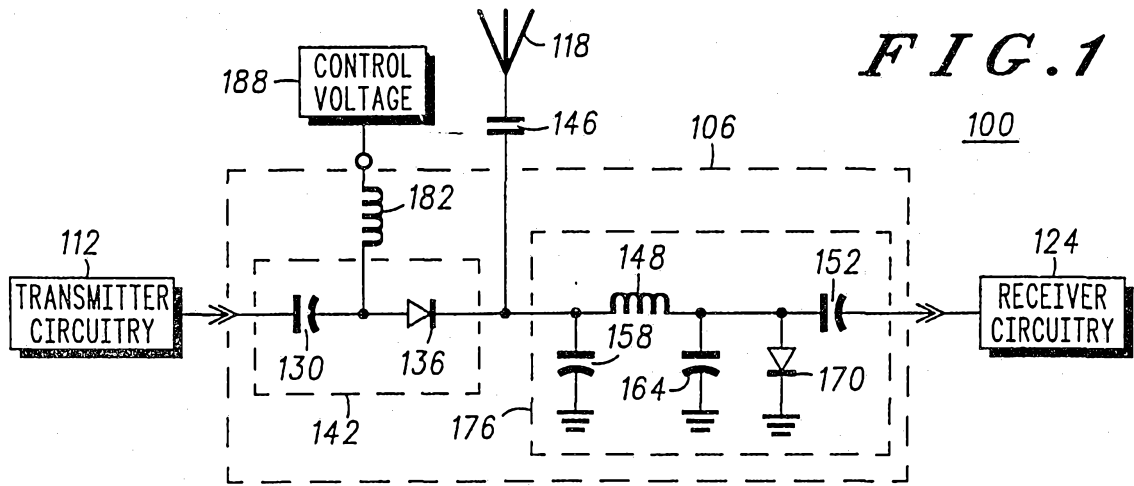 FIG.1
100
118
CONTROL
VOLTAGE
188
146
106
182
112
TRANSMITTER
CIRCUITRY
148
152
124
RECEIVER
CIRCUITRY
130
136
158
164
170
142
176